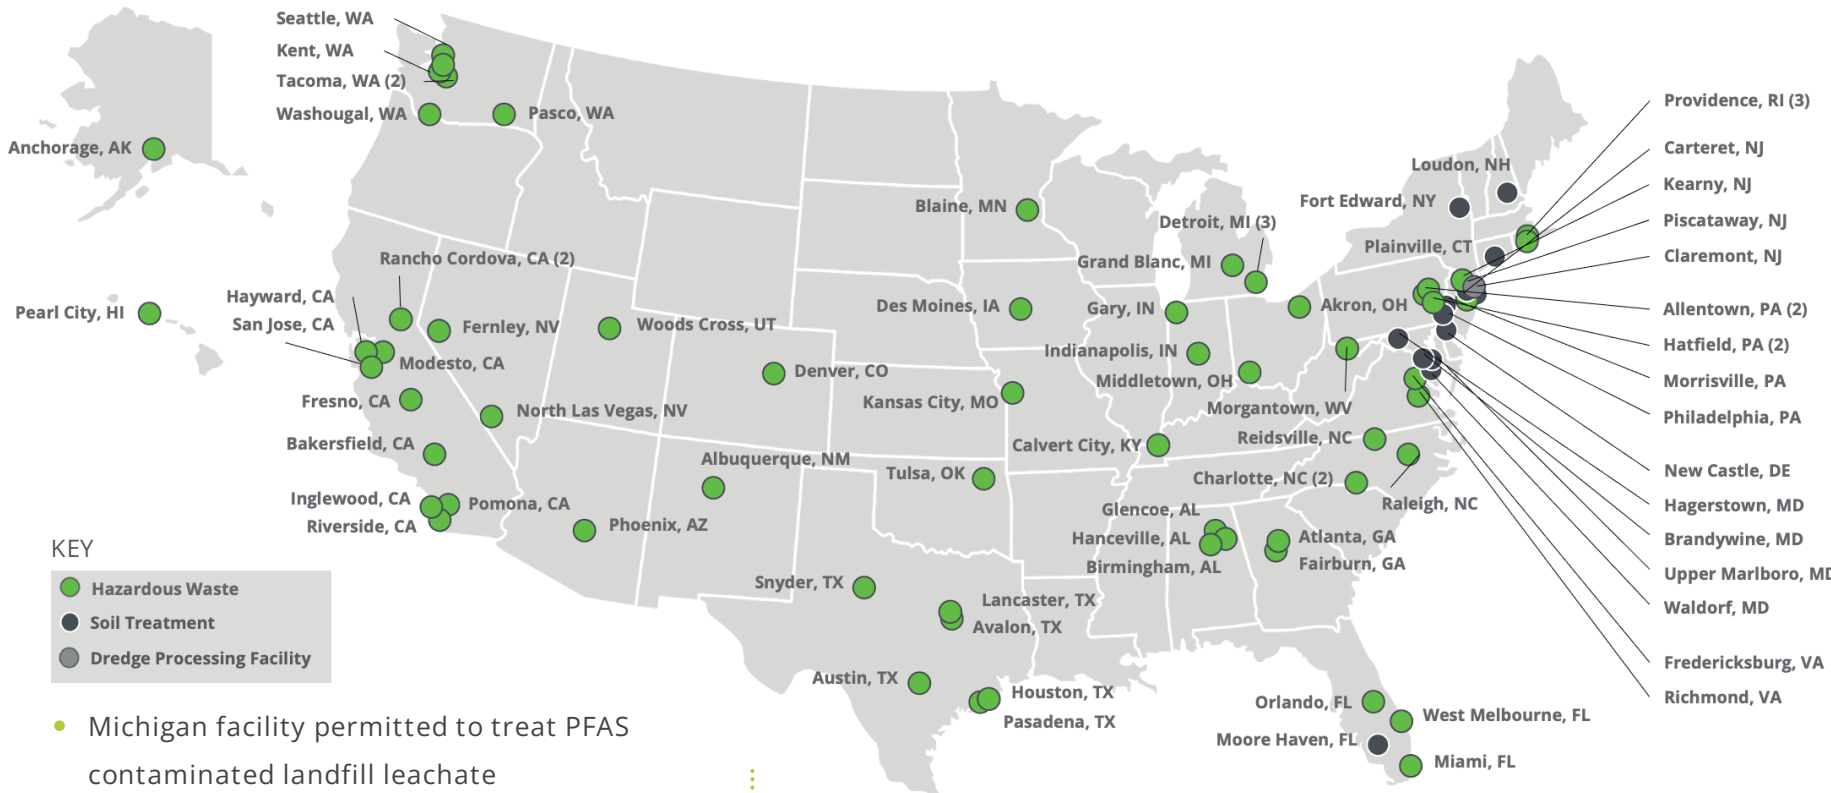 Seattle, WA
Kent, WA
Tacoma, WA (2)
Washougal, WA
Pasco, WA
Anchorage, AK
Pearl City, HI
Rancho Cordova, CA (2)
Hayward, CA
San Jose, CA
Modesto, CA
Fernley, NV
Woods Cross, UT
Denver, CO
Fresno, CA
North Las Vegas, NV
Bakersfield, CA
Inglewood, CA
Pomona, CA
Riverside, CA
Phoenix, AZ
Albuquerque, NM
Blaine, MN
Des Moines, IA
Kansas City, MO
Tulsa, OK
Snyder, TX
Lancaster, TX
Avalon, TX
Austin, TX
Houston, TX
Pasadena, TX
Detroit, MI (3)
Grand Blanc, MI
Gary, IN
Indianapolis, IN
Akron, OH
Middletown, OH
Morgantown, WV
Calvert City, KY
Reidsville, NC
Charlotte, NC (2)
Raleigh, NC
Glencoe, AL
Hanceville, AL
Birmingham, AL
Atlanta, GA
Fairburn, GA
Orlando, FL
West Melbourne, FL
Moore Haven, FL
Miami, FL
Loudon, NH
Fort Edward, NY
Plainville, CT
Providence, RI (3)
Carteret, NJ
Kearny, NJ
Piscataway, NJ
Claremont, NJ
Allentown, PA (2)
Hatfield, PA (2)
Morrisville, PA
Philadelphia, PA
New Castle, DE
Hagerstown, MD
Brandywine, MD
Upper Marlboro, MD
Waldorf, MD
Fredericksburg, VA
Richmond, VA
KEY
Hazardous Waste
Soil Treatment
Dredge Processing Facility
• Michigan facility permitted to treat PFAS
contaminated landfill leachate